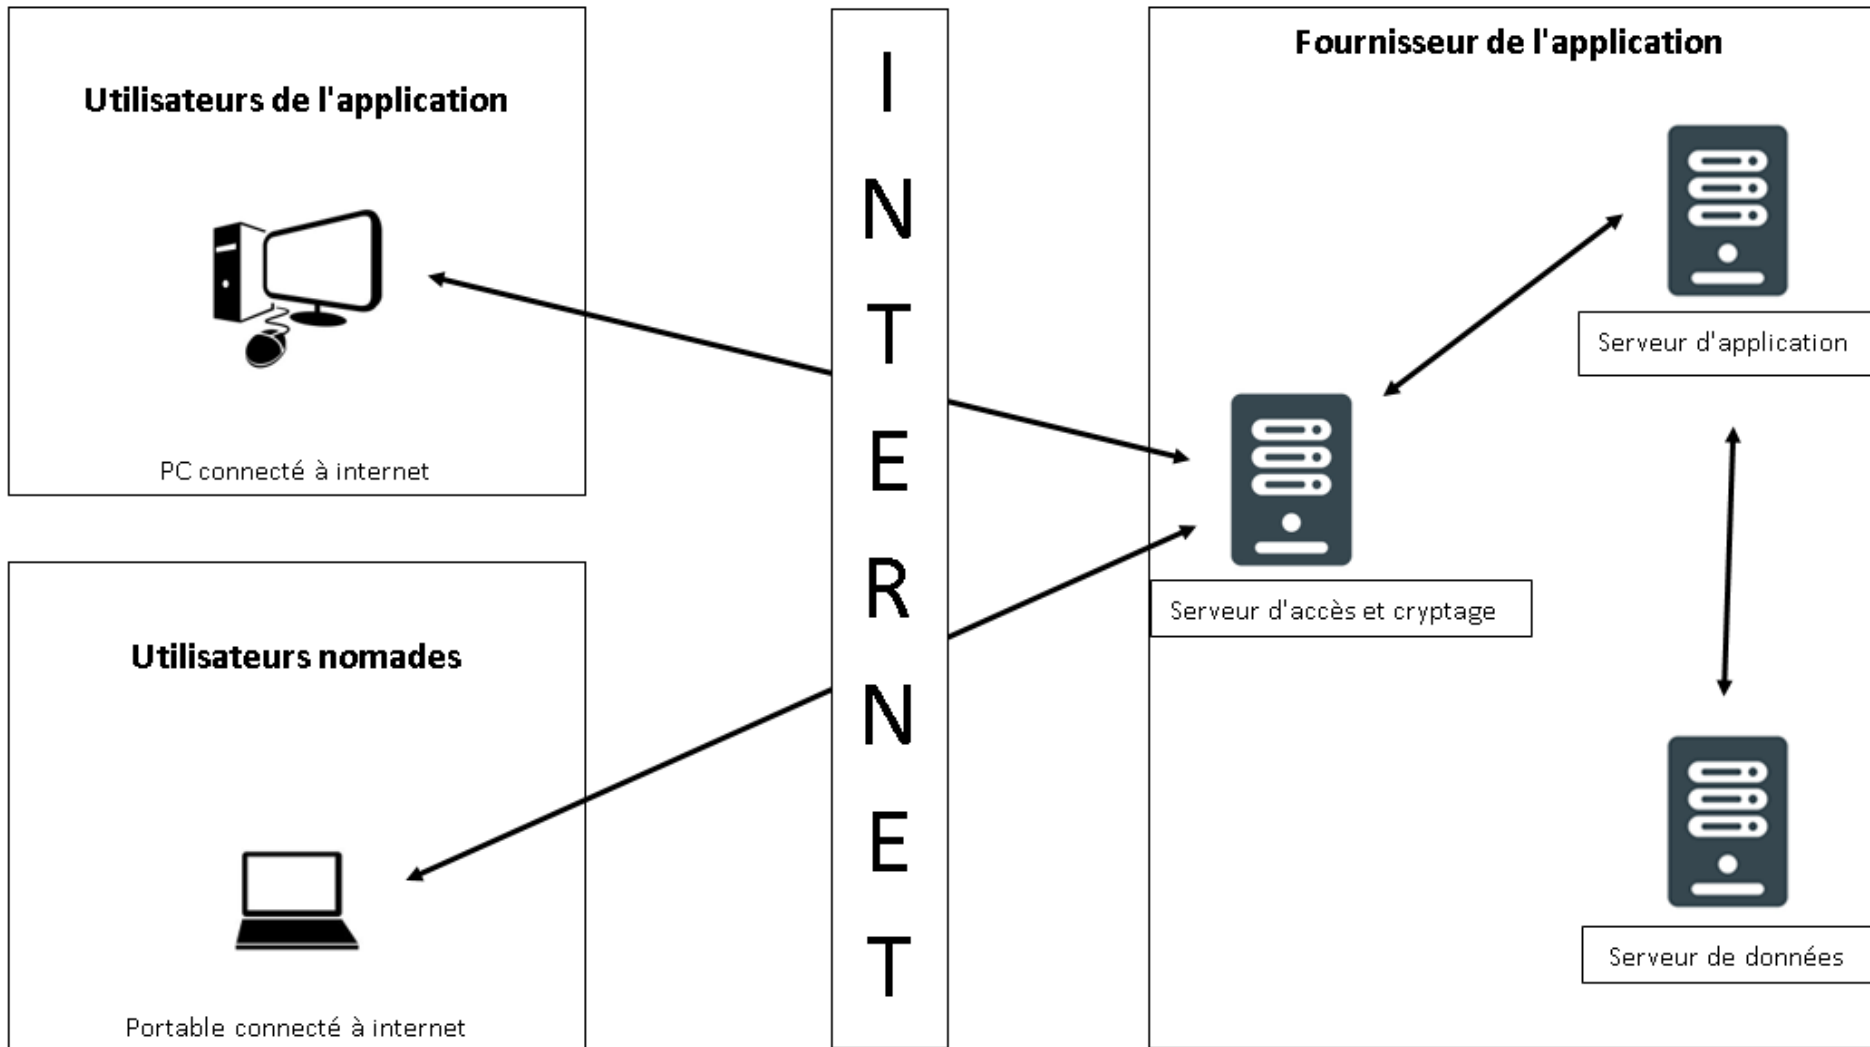 Utilisateurs de l'application
PC connecté à internet
Utilisateurs nomades
Portable connecté à internet
I
N
T
E
R
N
E
T
Fournisseur de l'application
Serveur d'application
Serveur d'accès et cryptage
Serveur de données